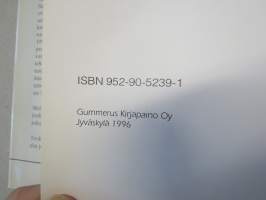 ISBN 952-90-5239-1
Gummerus Kirjapaino Oy
Jyväskylä 1996